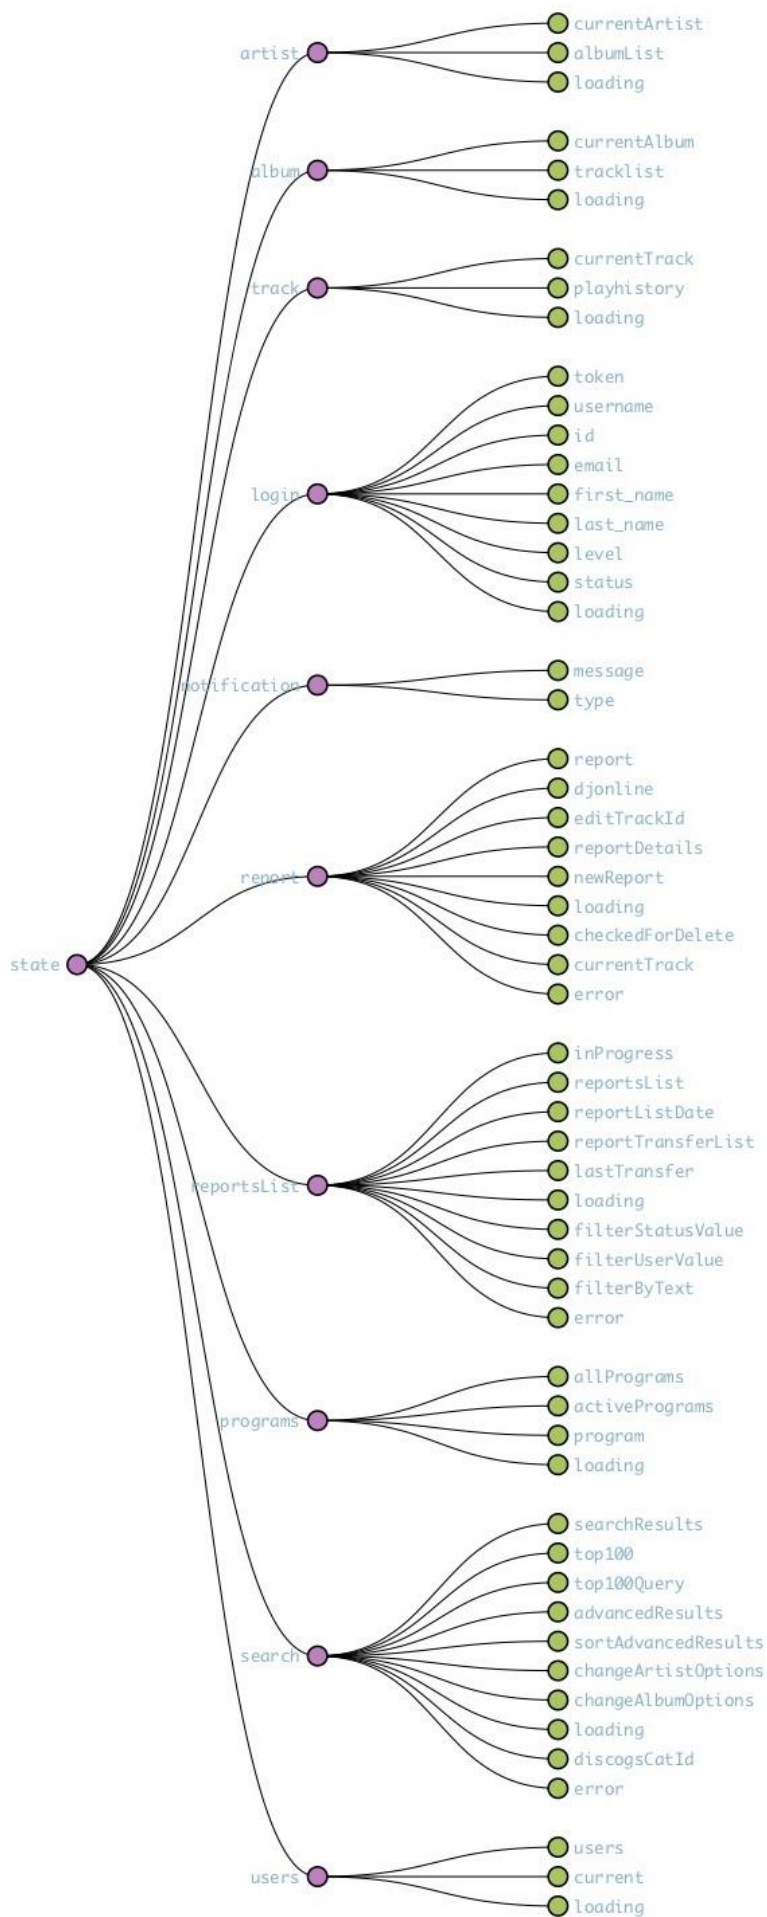 currentArtist
artist
albumList
loading
currentAlbum
album
tracklist
loading
currentTrack
track
playhistory
loading
token
username
id
email
login
first_name
last_name
level
status
loading
message
notification
type
report
djonline
editTrackId
reportDetails
report
newReport
loading
checkedForDelete
state
currentTrack
error
inProgress
reportsList
reportListDate
reportTransferList
lastTransfer
reportsList
loading
filterStatusValue
filterUserValue
filterByText
error
allPrograms
activePrograms
programs
program
loading
searchResults
top100
top100Query
advancedResults
sortAdvancedResults
search
changeArtistOptions
changeAlbumOptions
loading
discogsCatId
error
users
users
current
loading